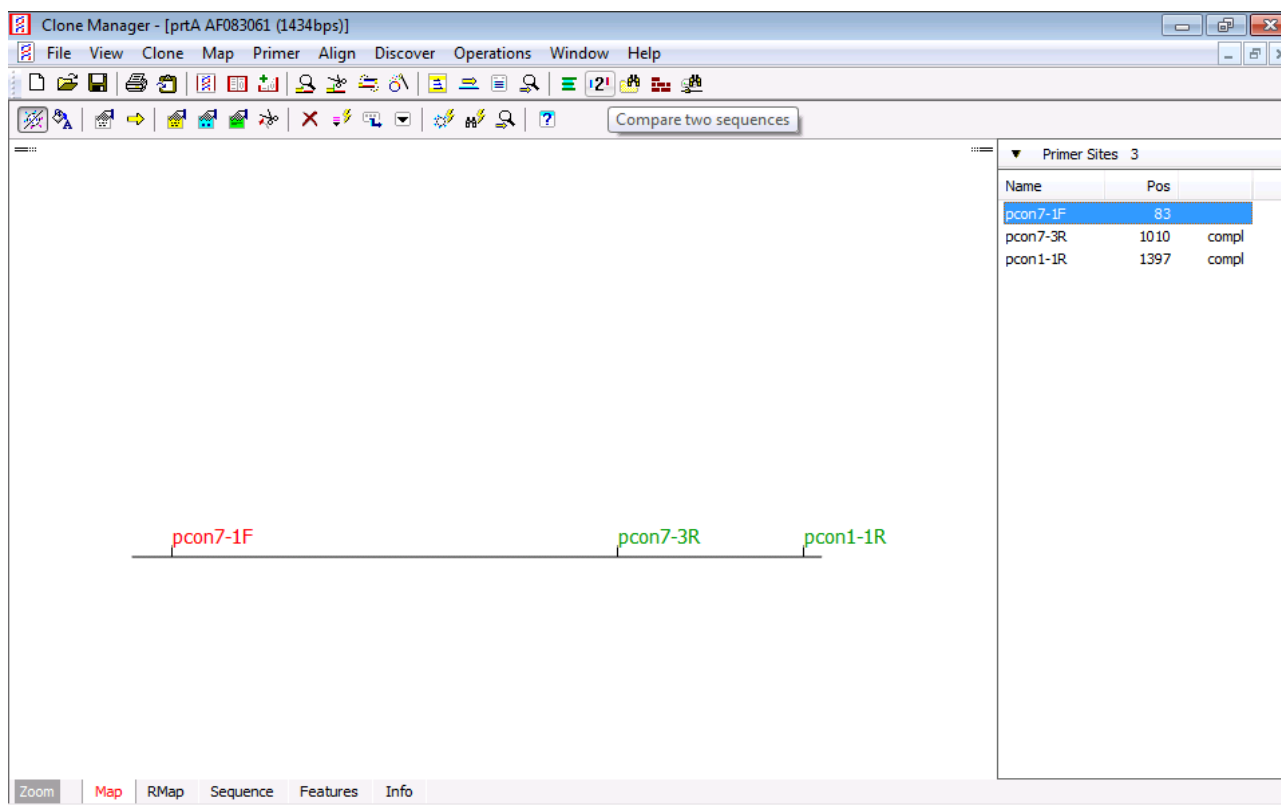 Clone Manager - [prtA AF083061 (1434bps)]
File View Clone Map Primer Align Discover Operations Window Help
Compare two sequences
Primer Sites 3
Name Pos
pcon7-1F 83
pcon7-3R 1010 compl
pcon1-1R 1397 compl
pcon7-1F pcon7-3R pcon1-1R
Zoom Map RMap Sequence Features Info